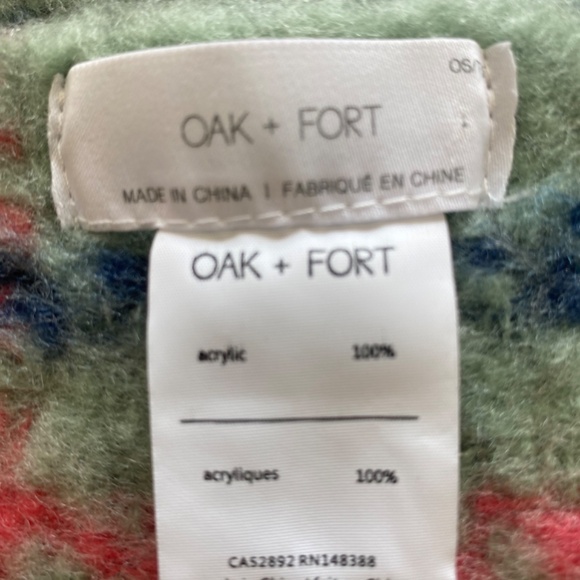 OAK + FORT
MADE IN CHINA | FABRIQUÉ EN CHINE
OAK + FORT
acrylic 100%
acryliques 100%
CA52892 RN148388